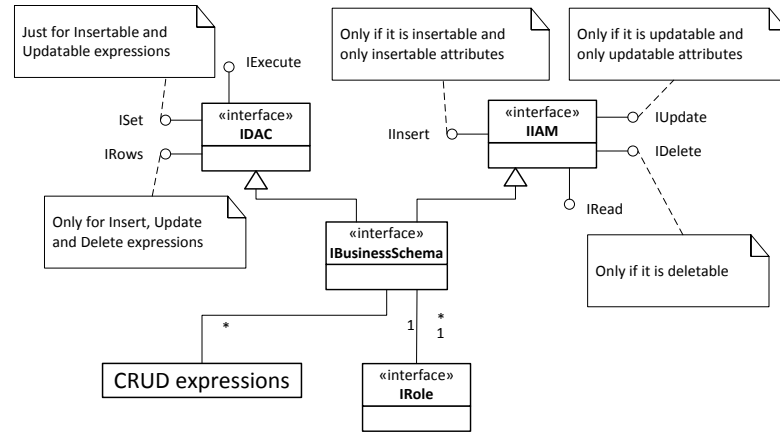 Just for Insertable and
Updatable expressions
Only if it is insertable and
only insertable attributes
Only if it is updatable and
only updatable attributes
IExecute
«interface»
IDAC
ISet
IRows
«interface»
IIAM
IInsert
IUpdate
IDelete
IRead
Only for Insert, Update
and Delete expressions
«interface»
IBusinessSchema
Only if it is deletable
*
1
*
1
CRUD expressions
«interface»
IRole